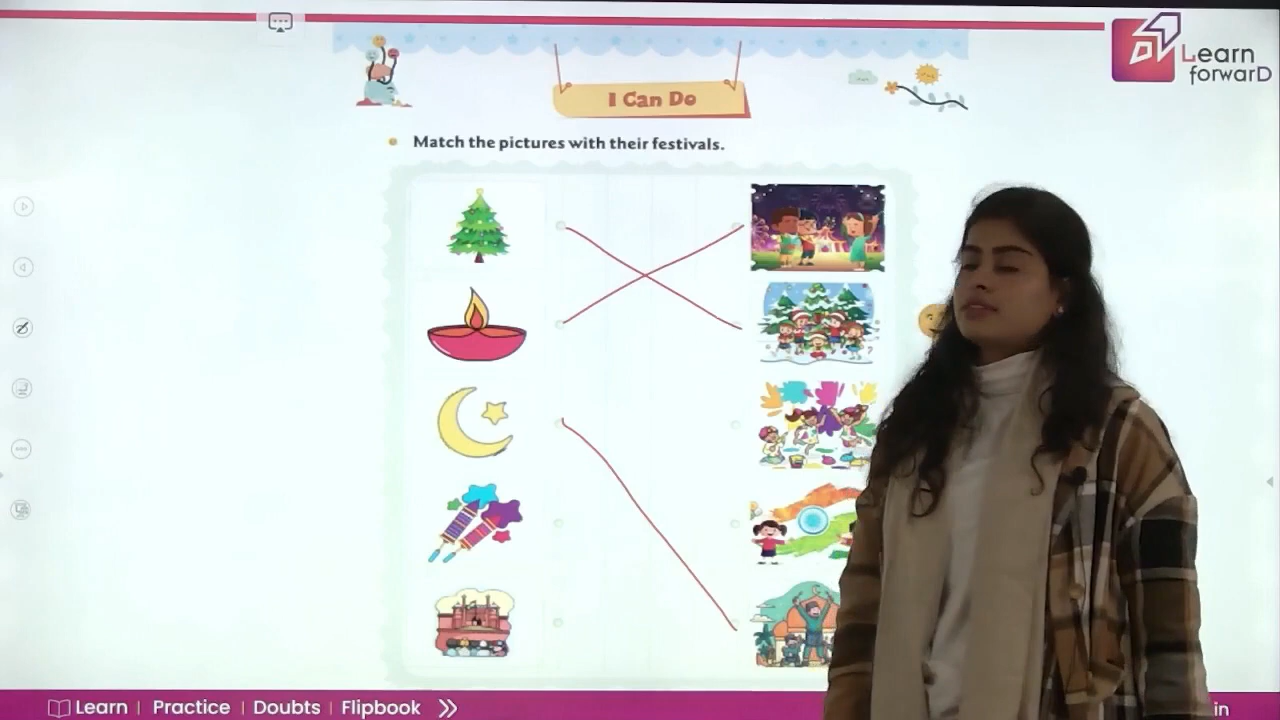 Learn
forwarD
I Can Do
Match the pictures with their festivals.
Learn | Practice | Doubts | Flipbook
in